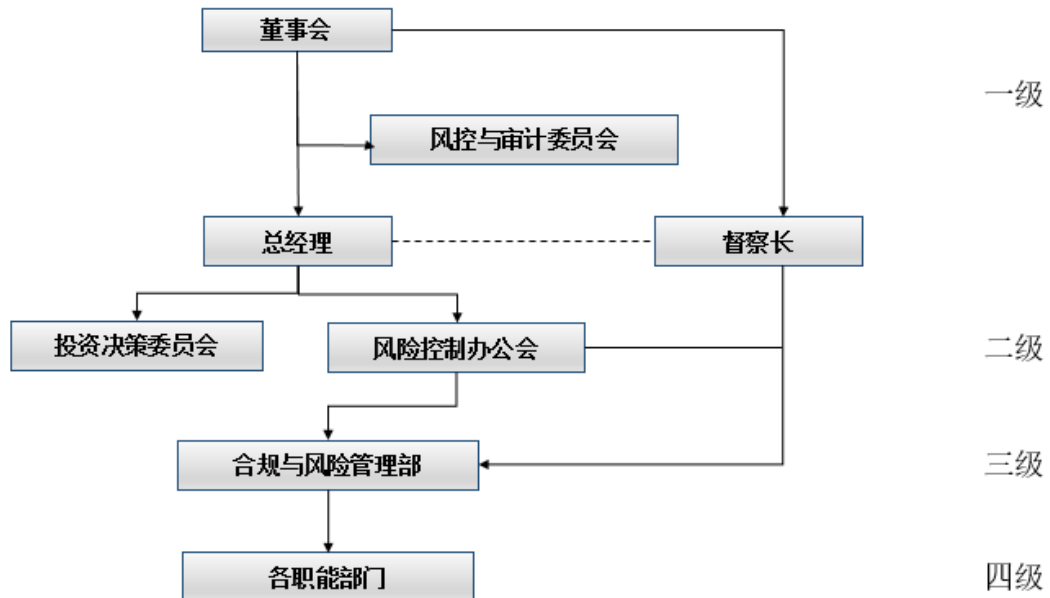 董事会
一级
风控与审计委员会
总经理
督察长
投资决策委员会
风险控制办公会
二级
合规与风险管理部
三级
各职能部门
四级